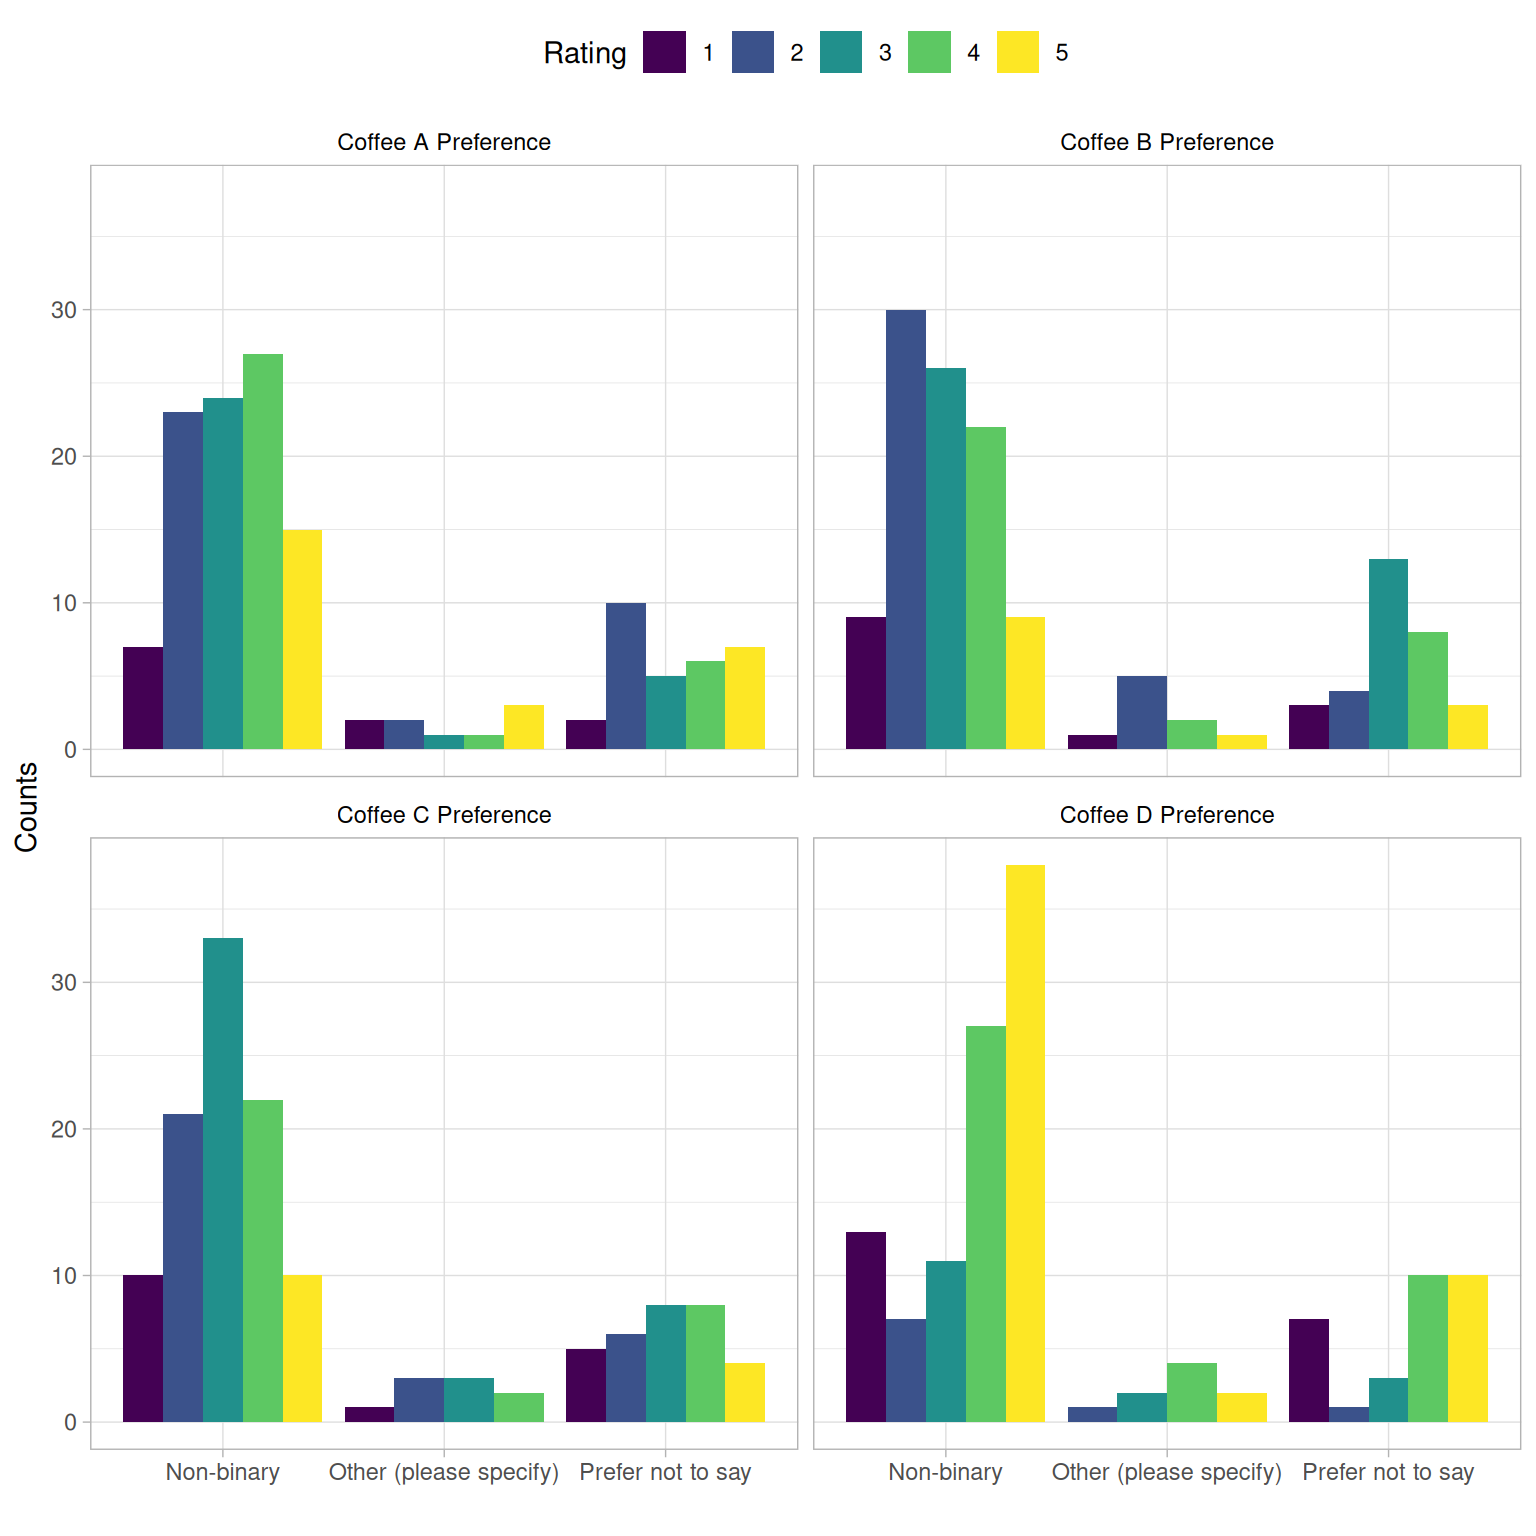 Rating 1 2 3 4 5
Coffee A Preference Coffee B Preference
30
20
10
0
Counts
Coffee C Preference Coffee D Preference
30
20
10
0
Non-binary Other (please specify) Prefer not to say Non-binary Other (please specify) Prefer not to say